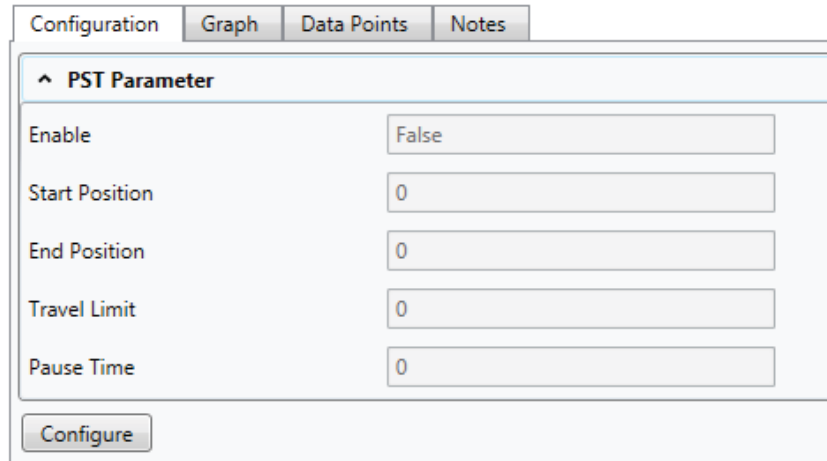 Configuration Graph Data Points Notes
PST Parameter
Enable False
Start Position 0
End Position 0
Travel Limit 0
Pause Time 0
Configure